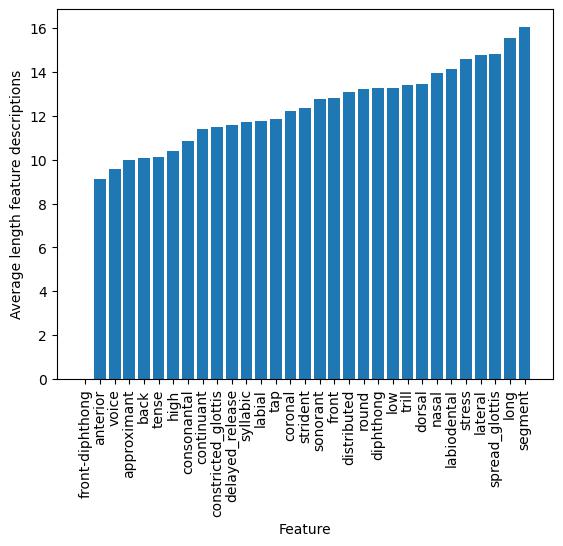 Average length feature descriptions
16
14
12
10
8
6
4
2
0
front-diphthong
anterior
voice
approximant
back
tense
high
consonantal
continuant
constricted_glottis
delayed_release
syllabic
labial
tap
coronal
strident
sonorant
front
distributed
round
diphthong
low
trill
dorsal
nasal
labiodental
stress
lateral
spread_glottis
long
segment
Feature